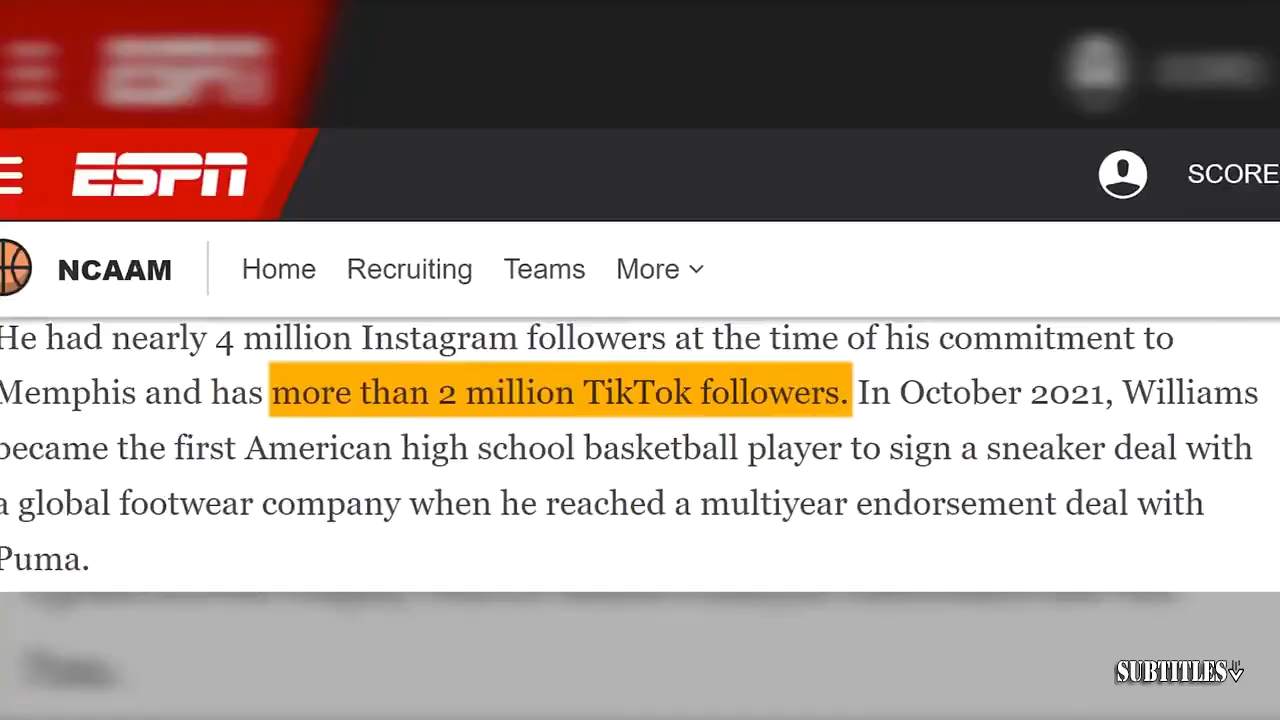 ESPN
SCORE
NCAAM
Home Recruiting Teams More
He had nearly 4 million Instagram followers at the time of his commitment to
Memphis and has more than 2 million TikTok followers. In October 2021, Williams
became the first American high school basketball player to sign a sneaker deal with
a global footwear company when he reached a multiyear endorsement deal with
Puma.
SUBTITLES